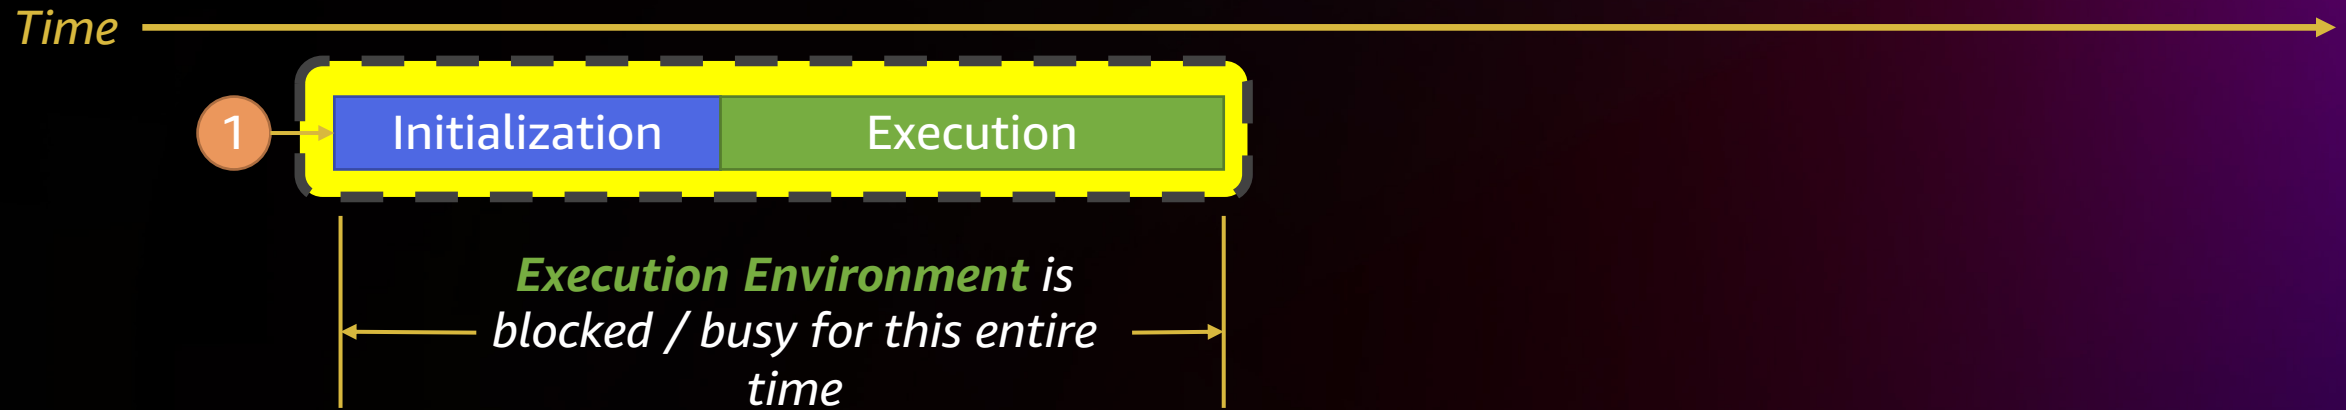 Time
1
Initialization
Execution
Execution Environment is
blocked / busy for this entire
time